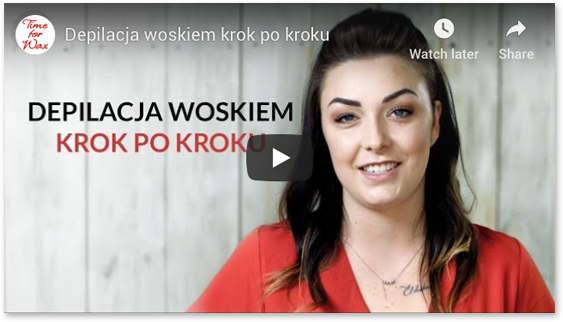 Time
for
Wax
Depilacja woskiem krok po kroku
Watch later
Share
DEPILACJA WOSKIEM
KROK PO KROKU